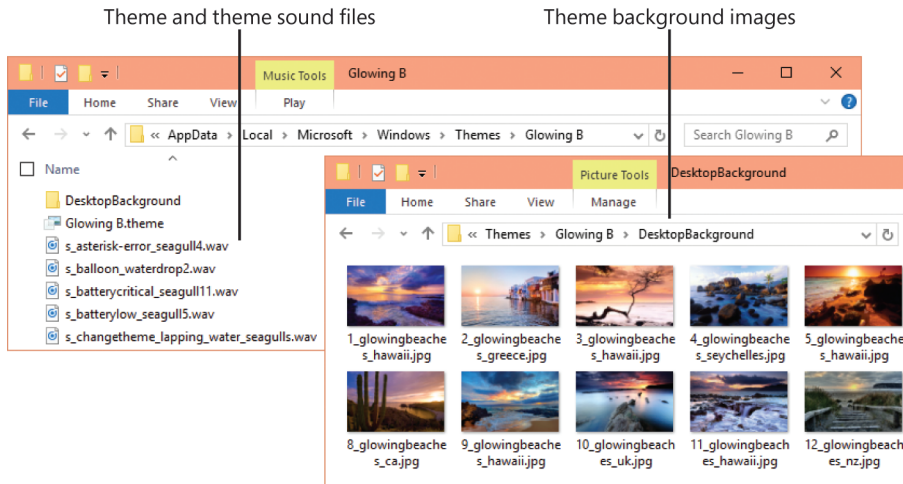 Theme and theme sound files
Theme background images
Music Tools
Glowing B
File
Home
Share
View
Play
« AppData > Local > Microsoft > Windows > Themes > Glowing B
Search Glowing B
Name
DesktopBackground
Glowing B.theme
s_asterisk-error_seagull4.wav
s_balloon_waterdrop2.wav
s_batterycritical_seagull11.wav
s_batterylow_seagull5.wav
s_changetheme_lapping_water_seagulls.wav
Picture Tools
DesktopBackground
File
Home
Share
View
Manage
« Themes > Glowing B > DesktopBackground
1_glowingbeache
s_hawaii.jpg
2_glowingbeache
s_greece.jpg
3_glowingbeache
s_hawaii.jpg
4_glowingbeache
s_seychelles.jpg
5_glowingbeache
s_hawaii.jpg
8_glowingbeache
s_ca.jpg
9_glowingbeache
s_hawaii.jpg
10_glowingbeach
es_uk.jpg
11_glowingbeach
es_hawaii.jpg
12_glowingbeach
es_nz.jpg